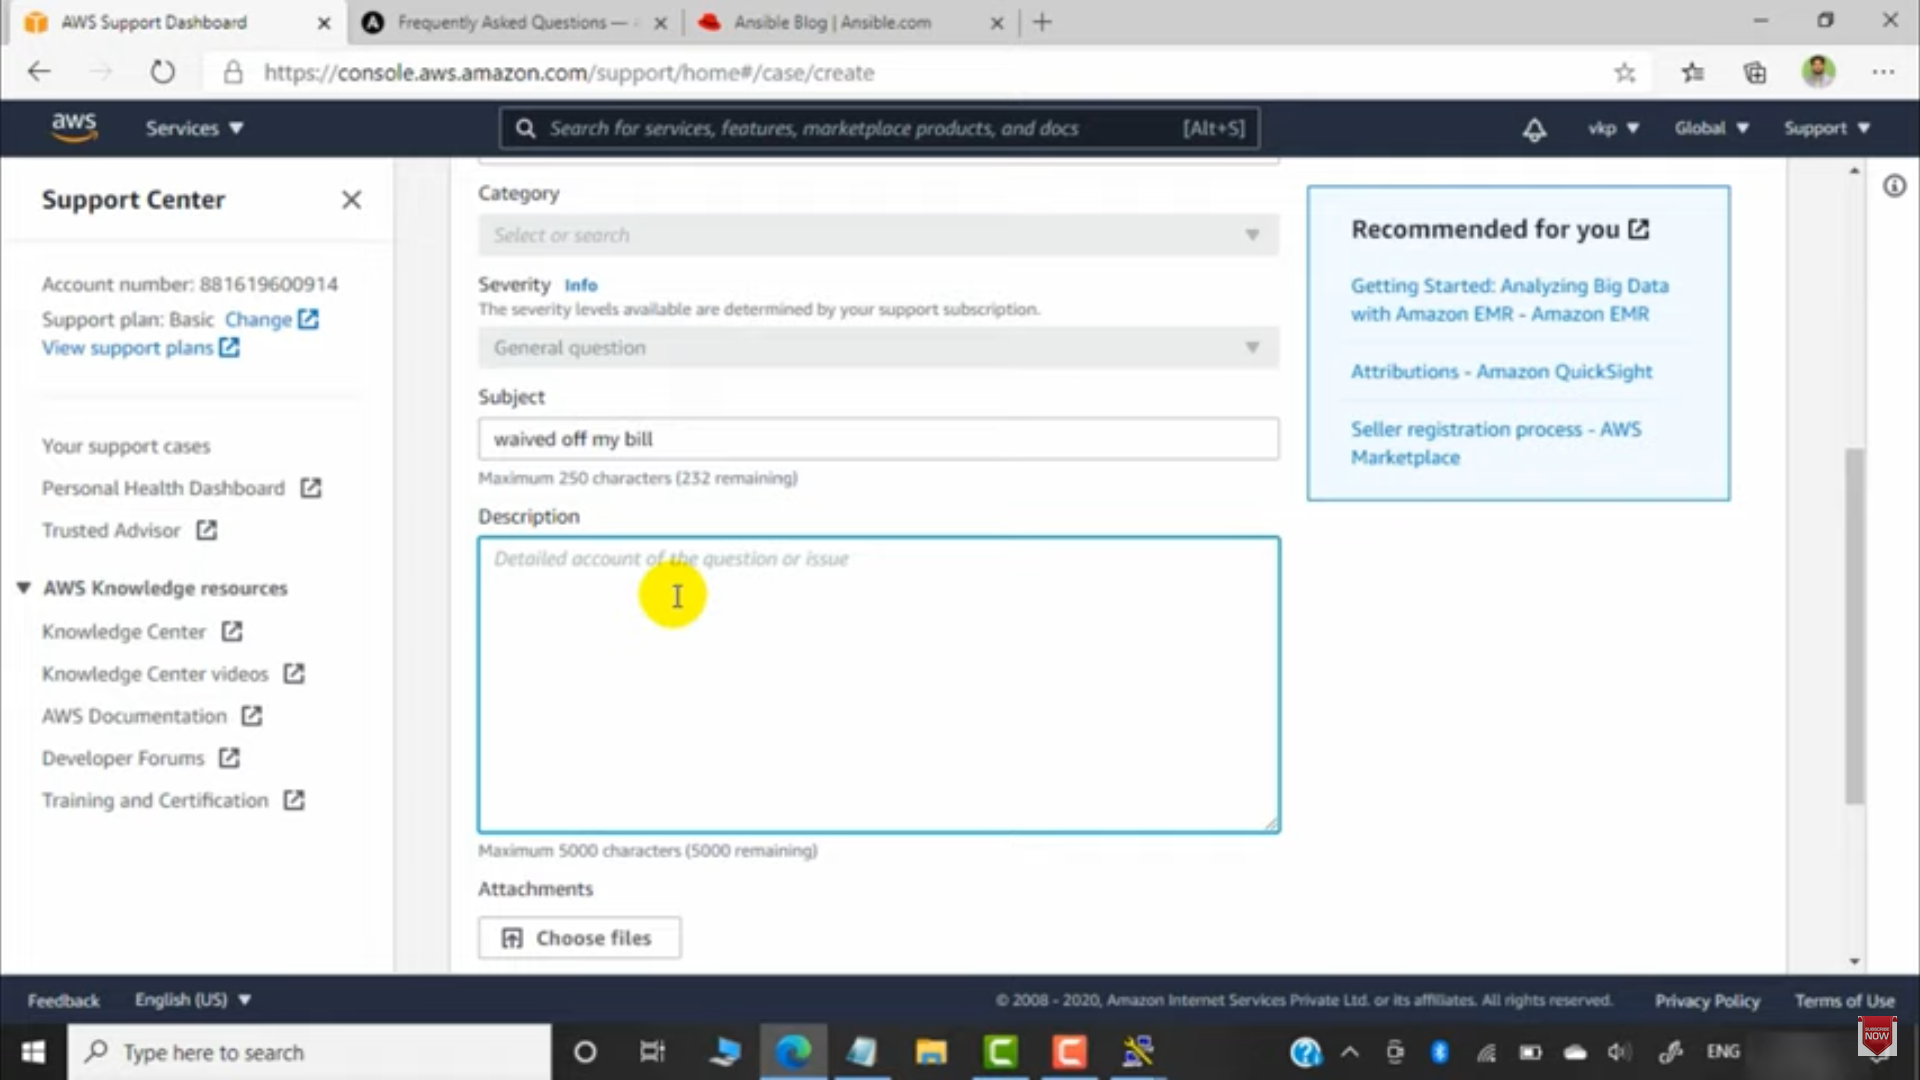 AWS Support Dashboard
Frequently Asked Questions —
Ansible Blog | Ansible.com
https://console.aws.amazon.com/support/home#/case/create
aws
Services
Search for services, features, marketplace products, and docs
[Alt+S]
vkp
Global
Support
Support Center
Account number: 881619600914
Support plan: Basic Change
View support plans
Your support cases
Personal Health Dashboard
Trusted Advisor
AWS Knowledge resources
Knowledge Center
Knowledge Center videos
AWS Documentation
Developer Forums
Training and Certification
Category
Select or search
Severity Info
The severity levels available are determined by your support subscription.
General question
Subject
waived off my bill
Maximum 250 characters (232 remaining)
Description
Detailed account of the question or issue
Maximum 5000 characters (5000 remaining)
Attachments
Choose files
Recommended for you
Getting Started: Analyzing Big Data
with Amazon EMR - Amazon EMR
Attributions - Amazon QuickSight
Seller registration process - AWS
Marketplace
Feedback
English (US)
© 2008 - 2020, Amazon Internet Services Private Ltd. or its affiliates. All rights reserved.
Privacy Policy
Terms of Use
Type here to search
ENG
SUBSCRIBE
NOW